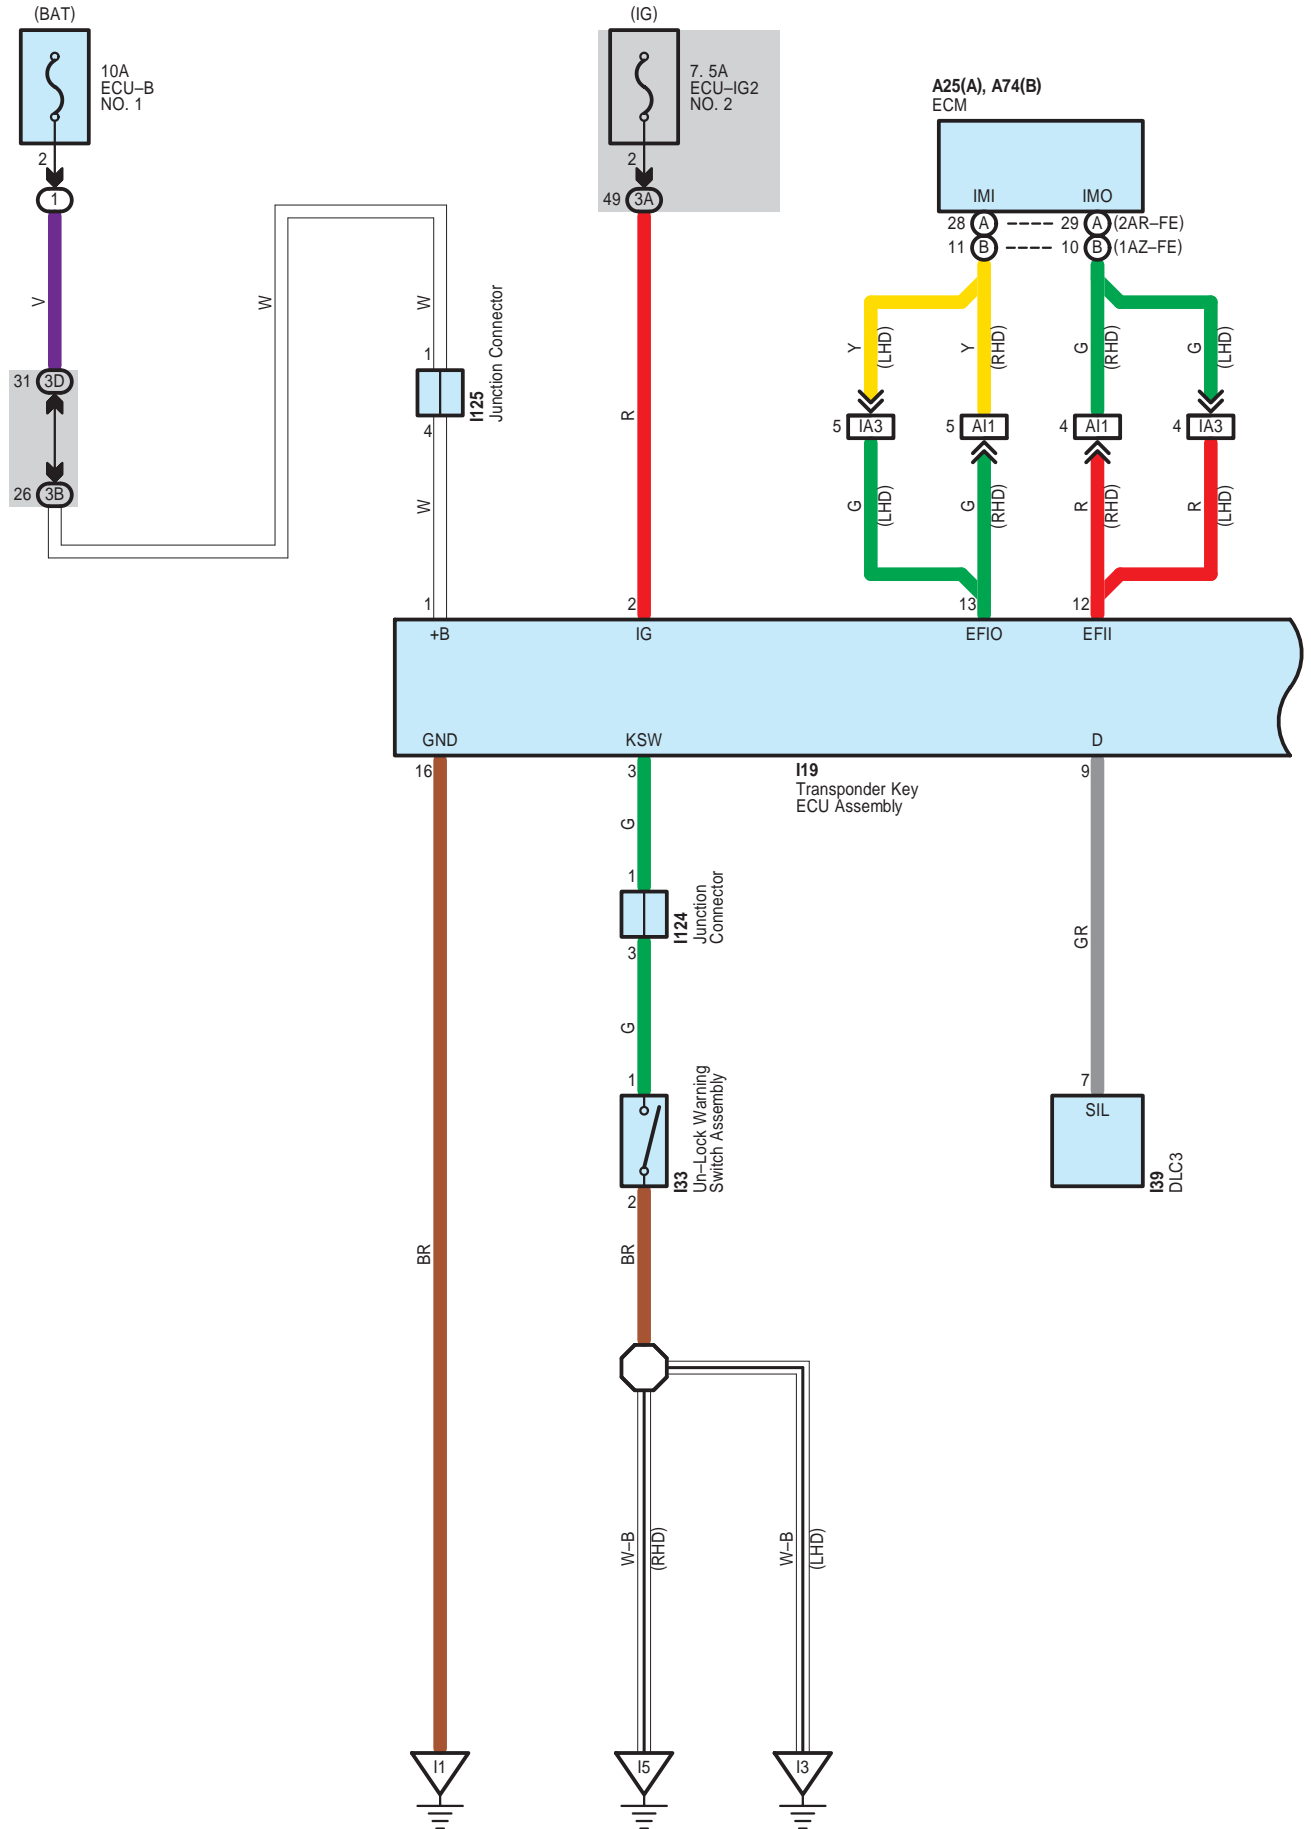 (BAT)
(IG)
10A
ECU–B
NO. 1
7. 5A
ECU–IG2
NO. 2
A25(A), A74(B)
ECM
2
2
1
49 3A
IMI
IMO
28 A
29 A (2AR–FE)
11 B
10 B (1AZ–FE)
V
W
W
R
Y
(LHD)
Y
(RHD)
G
(RHD)
G
(LHD)
1
I125
Junction Connector
4
31 3D
26 3B
5 IA3
5 AI1
4 AI1
4 IA3
W
G
(LHD)
G
(RHD)
R
(RHD)
R
(LHD)
1
2
13
12
+B
IG
EFIO
EFII
GND
KSW
D
16
3
9
I19
Transponder Key
ECU Assembly
G
1
I124
Junction
Connector
3
G
GR
1
I33
Un–Lock Warning
Switch Assembly
2
7
SIL
I39
DLC3
BR
BR
W–B
(RHD)
W–B
(LHD)
I1
I5
I3